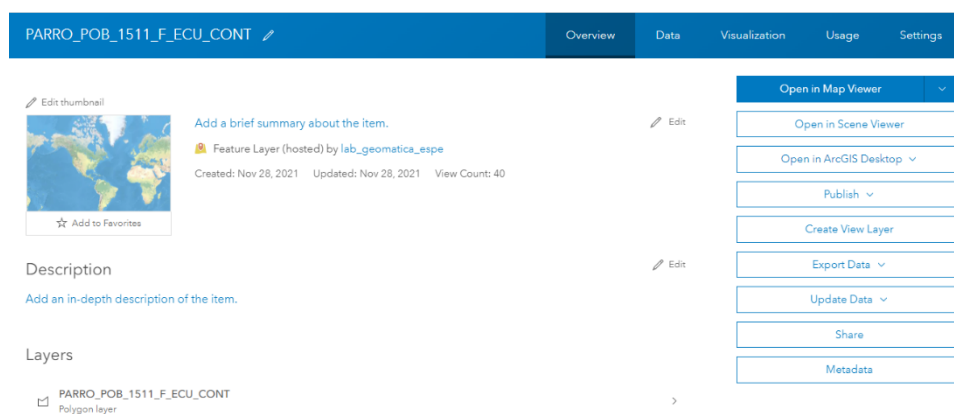 PARRO_POB_1511_F_ECU_CONT
Overview Data Visualization Usage Settings
Edit thumbnail
Add to Favorites
Add a brief summary about the item.
Edit
Feature Layer (hosted) by lab_geomatica_espe
Created: Nov 28, 2021 Updated: Nov 28, 2021 View Count: 40
Description
Edit
Add an in-depth description of the item.
Layers
PARRO_POB_1511_F_ECU_CONT
Polygon layer
Open in Map Viewer
Open in Scene Viewer
Open in ArcGIS Desktop
Publish
Create View Layer
Export Data
Update Data
Share
Metadata